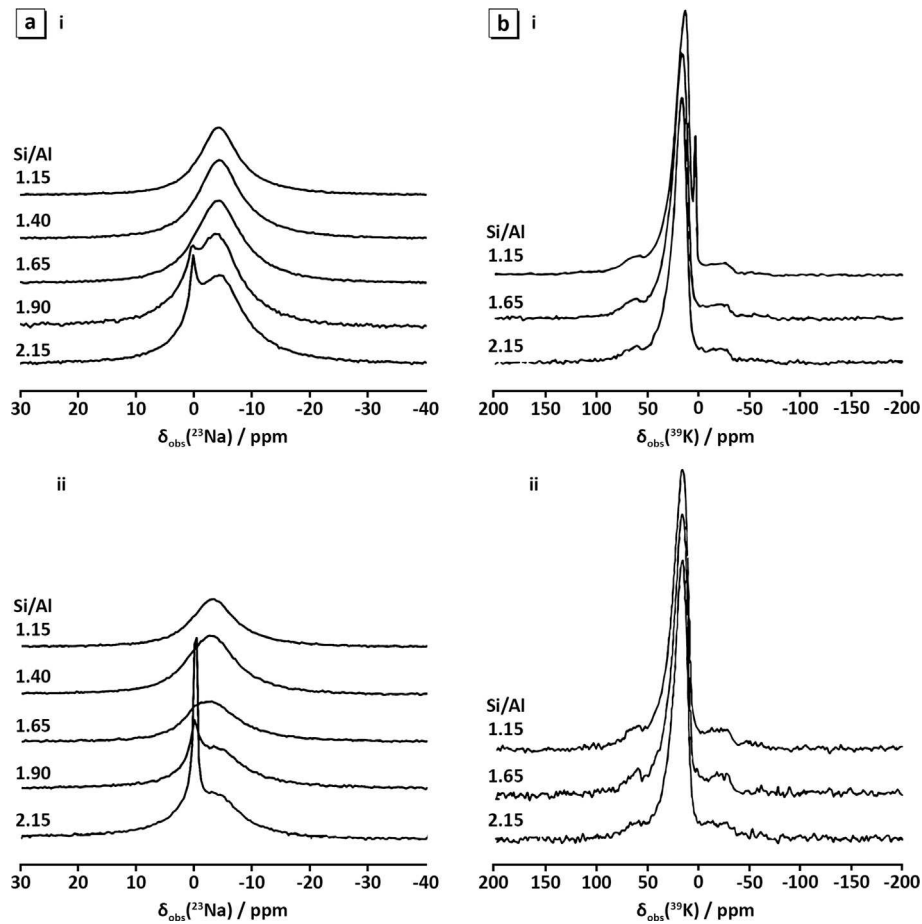 a i
Si/Al
1.15
1.40
1.65
1.90
2.15
30 20 10 0 -10 -20 -30 -40
δobs(²³Na) / ppm
b i
Si/Al
1.15
1.65
2.15
200 150 100 50 0 -50 -100 -150 -200
δobs(³⁹K) / ppm
ii
Si/Al
1.15
1.40
1.65
1.90
2.15
30 20 10 0 -10 -20 -30 -40
δobs(²³Na) / ppm
ii
Si/Al
1.15
1.65
2.15
200 150 100 50 0 -50 -100 -150 -200
δobs(³⁹K) / ppm